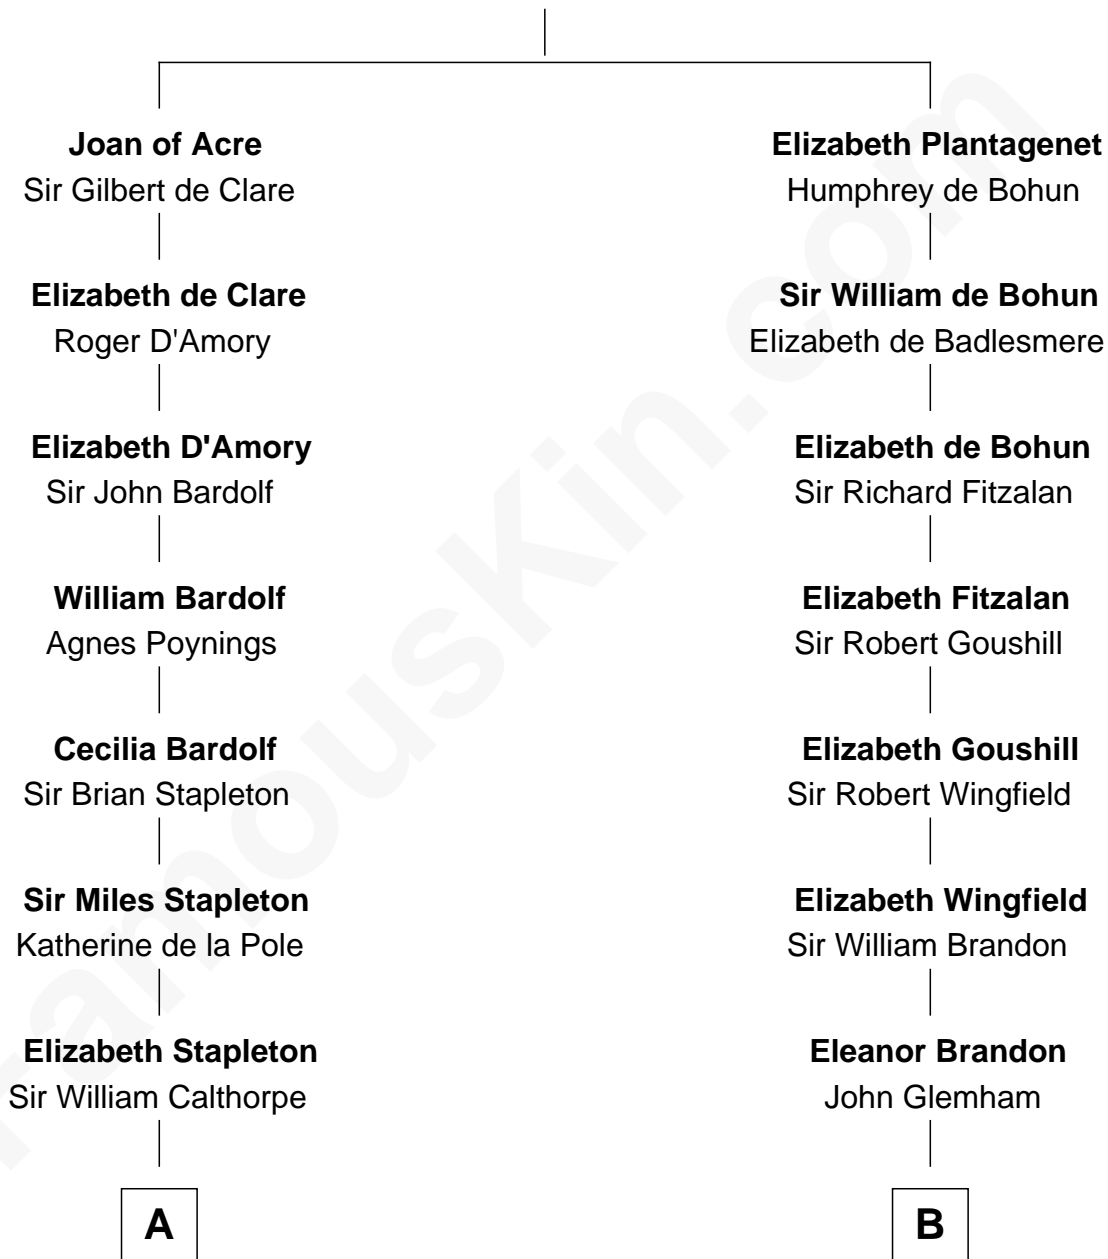 Joan of Acre
Sir Gilbert de Clare
Elizabeth de Clare
Roger D'Amory
Elizabeth D'Amory
Sir John Bardolf
William Bardolf
Agnes Poynings
Cecilia Bardolf
Sir Brian Stapleton
Sir Miles Stapleton
Katherine de la Pole
Elizabeth Stapleton
Sir William Calthorpe
A
Elizabeth Plantagenet
Humphrey de Bohun
Sir William de Bohun
Elizabeth de Badlesmere
Elizabeth de Bohun
Sir Richard Fitzalan
Elizabeth Fitzalan
Sir Robert Goushill
Elizabeth Goushill
Sir Robert Wingfield
Elizabeth Wingfield
Sir William Brandon
Eleanor Brandon
John Glemham
B
FamousKin.com